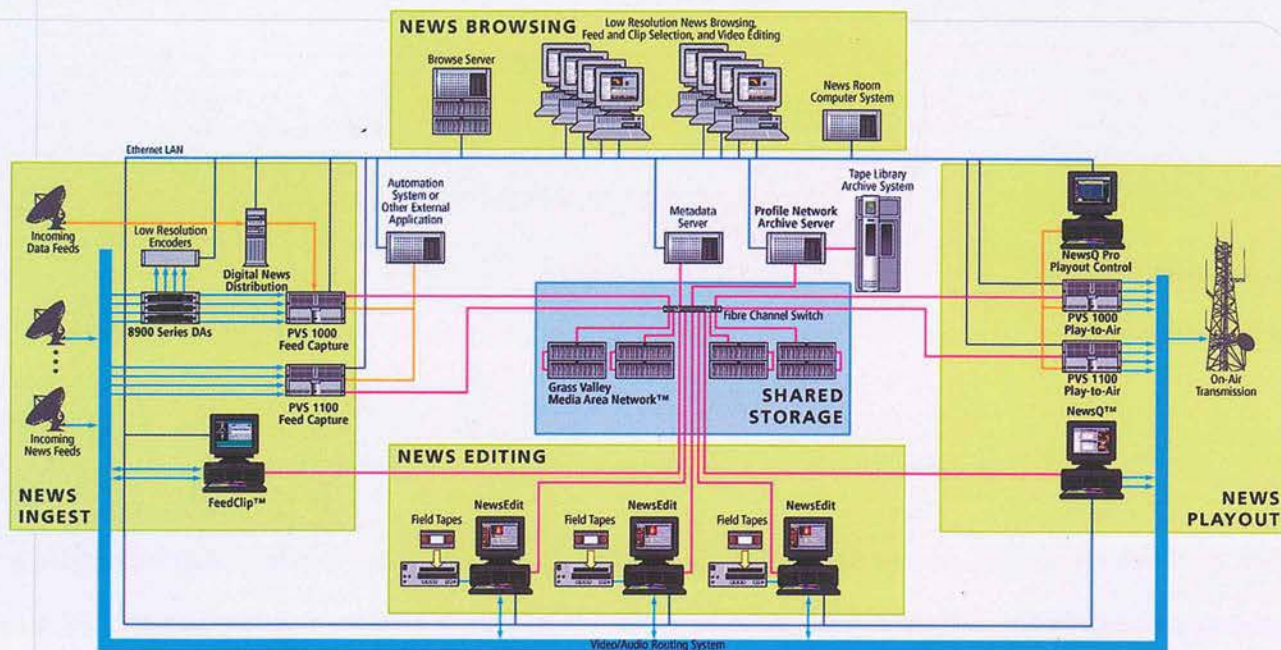 NEWS BROWSING
Low Resolution News Browsing,
Feed and Clip Selection, and Video Editing
Browse Server
News Room
Computer System
Ethernet LAN
Incoming
Data Feeds
Low Resolution
Encoders
Digital News
Distribution
8900 Series DAs
PVS 1000
Feed Capture
PVS 1100
Feed Capture
Incoming
News Feeds
FeedClip™
NEWS
INGEST
Automation
System or
Other External
Application
Metadata
Server
Profile Network
Archive Server
Tape Library
Archive System
Fibre Channel Switch
Grass Valley
Media Area Network™
SHARED
STORAGE
NewsQ Pro
Playout Control
PVS 1000
Play-to-Air
PVS 1100
Play-to-Air
NewsQ™
On-Air
Transmission
NEWS
PLAYOUT
NEWS EDITING
Field Tapes
NewsEdit
Field Tapes
NewsEdit
Field Tapes
NewsEdit
Video/Audio Routing System